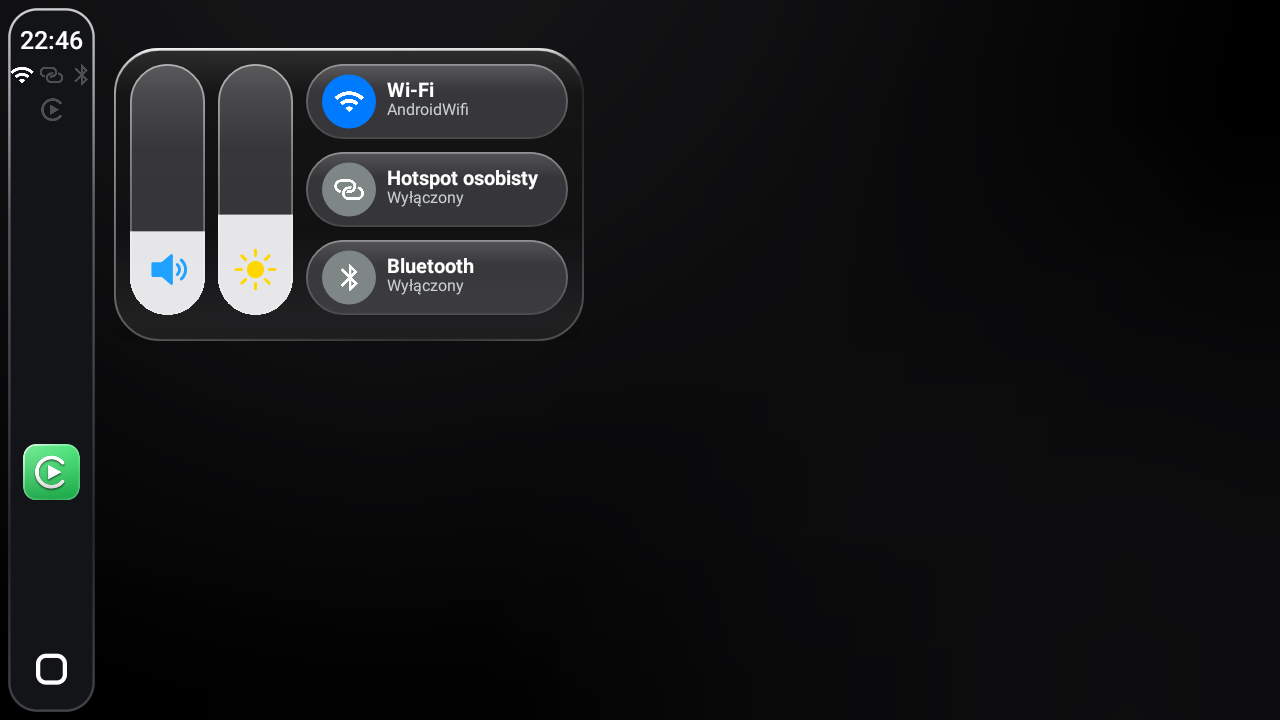 22:46
Wi-Fi
AndroidWifi
Hotspot osobisty
Wyłączony
Bluetooth
Wyłączony